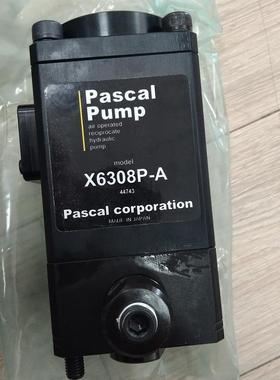 Pascal
Pump
air operated
reciprocate
hydraulic
pump
model
X6308P-A
44743
Pascal corporation
MADE IN JAPAN